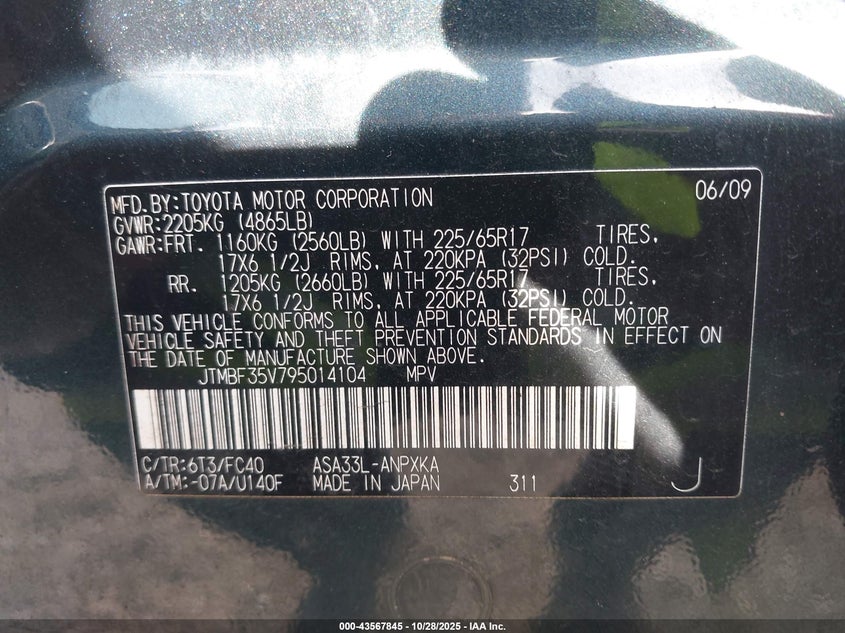 MFD.BY:TOYOTA MOTOR CORPORATION 06/09
GVWR:2205KG (4865LB)
GAWR:FRT. 1160KG (2560LB) WITH 225/65R17 TIRES,
17X6 1/2J RIMS, AT 220KPA (32PSI) COLD.
RR. 1205KG (2660LB) WITH 225/65R17 TIRES,
17X6 1/2J RIMS, AT 220KPA (32PSI) COLD.
THIS VEHICLE CONFORMS TO ALL APPLICABLE FEDERAL MOTOR
VEHICLE SAFETY AND THEFT PREVENTION STANDARDS IN EFFECT ON
THE DATE OF MANUFACTURE SHOWN ABOVE.
JTMBF35V795014104 MPV
C/TR:6T3/FC40 ASA33L-ANPXKA
A/TM:-07A/U140F MADE IN JAPAN 311 J
000-43567845 | 10/28/2025 | IAA Inc.